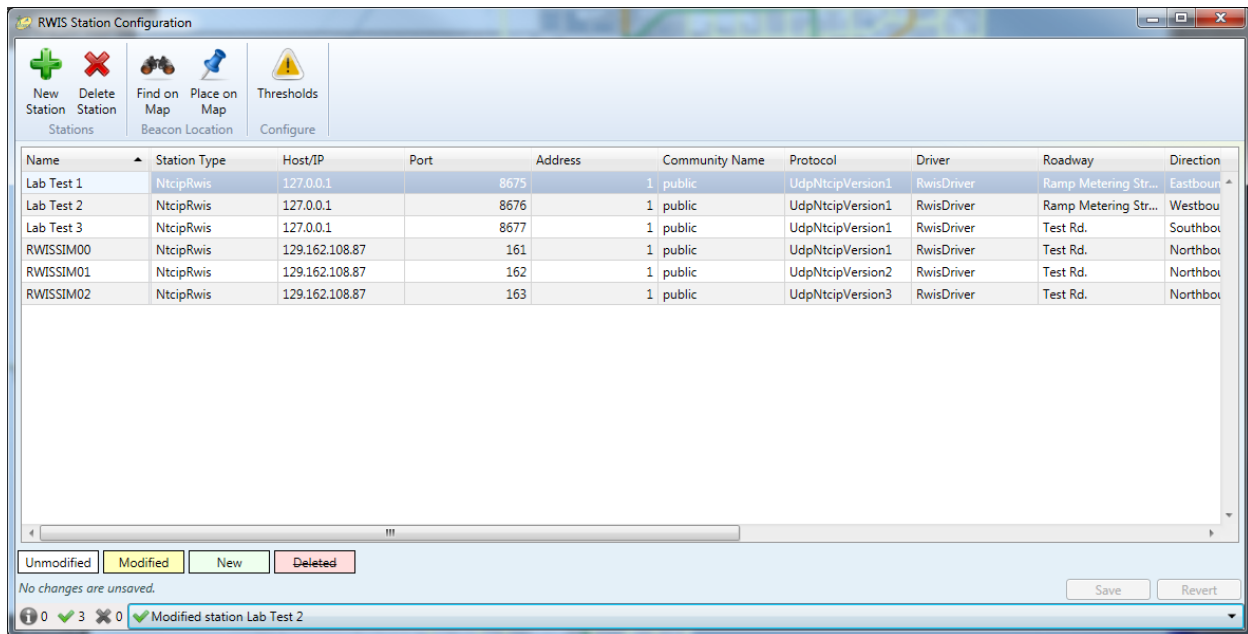 RWIS Station Configuration
New Station Delete Station Find on Map Place on Map Thresholds
Stations Beacon Location Configure
Name Station Type Host/IP Port Address Community Name Protocol Driver Roadway Direction
Lab Test 1 NtcipRwis 127.0.0.1 8675 1 public UdpNtcipVersion1 RwisDriver Ramp Metering Str... Eastboun
Lab Test 2 NtcipRwis 127.0.0.1 8676 1 public UdpNtcipVersion1 RwisDriver Ramp Metering Str... Westbou
Lab Test 3 NtcipRwis 127.0.0.1 8677 1 public UdpNtcipVersion1 RwisDriver Test Rd. Southbou
RWISSIM00 NtcipRwis 129.162.108.87 161 1 public UdpNtcipVersion1 RwisDriver Test Rd. Northbou
RWISSIM01 NtcipRwis 129.162.108.87 162 1 public UdpNtcipVersion2 RwisDriver Test Rd. Northbou
RWISSIM02 NtcipRwis 129.162.108.87 163 1 public UdpNtcipVersion3 RwisDriver Test Rd. Northbou
Unmodified Modified New Deleted
No changes are unsaved.
Save Revert
0 3 0 Modified station Lab Test 2